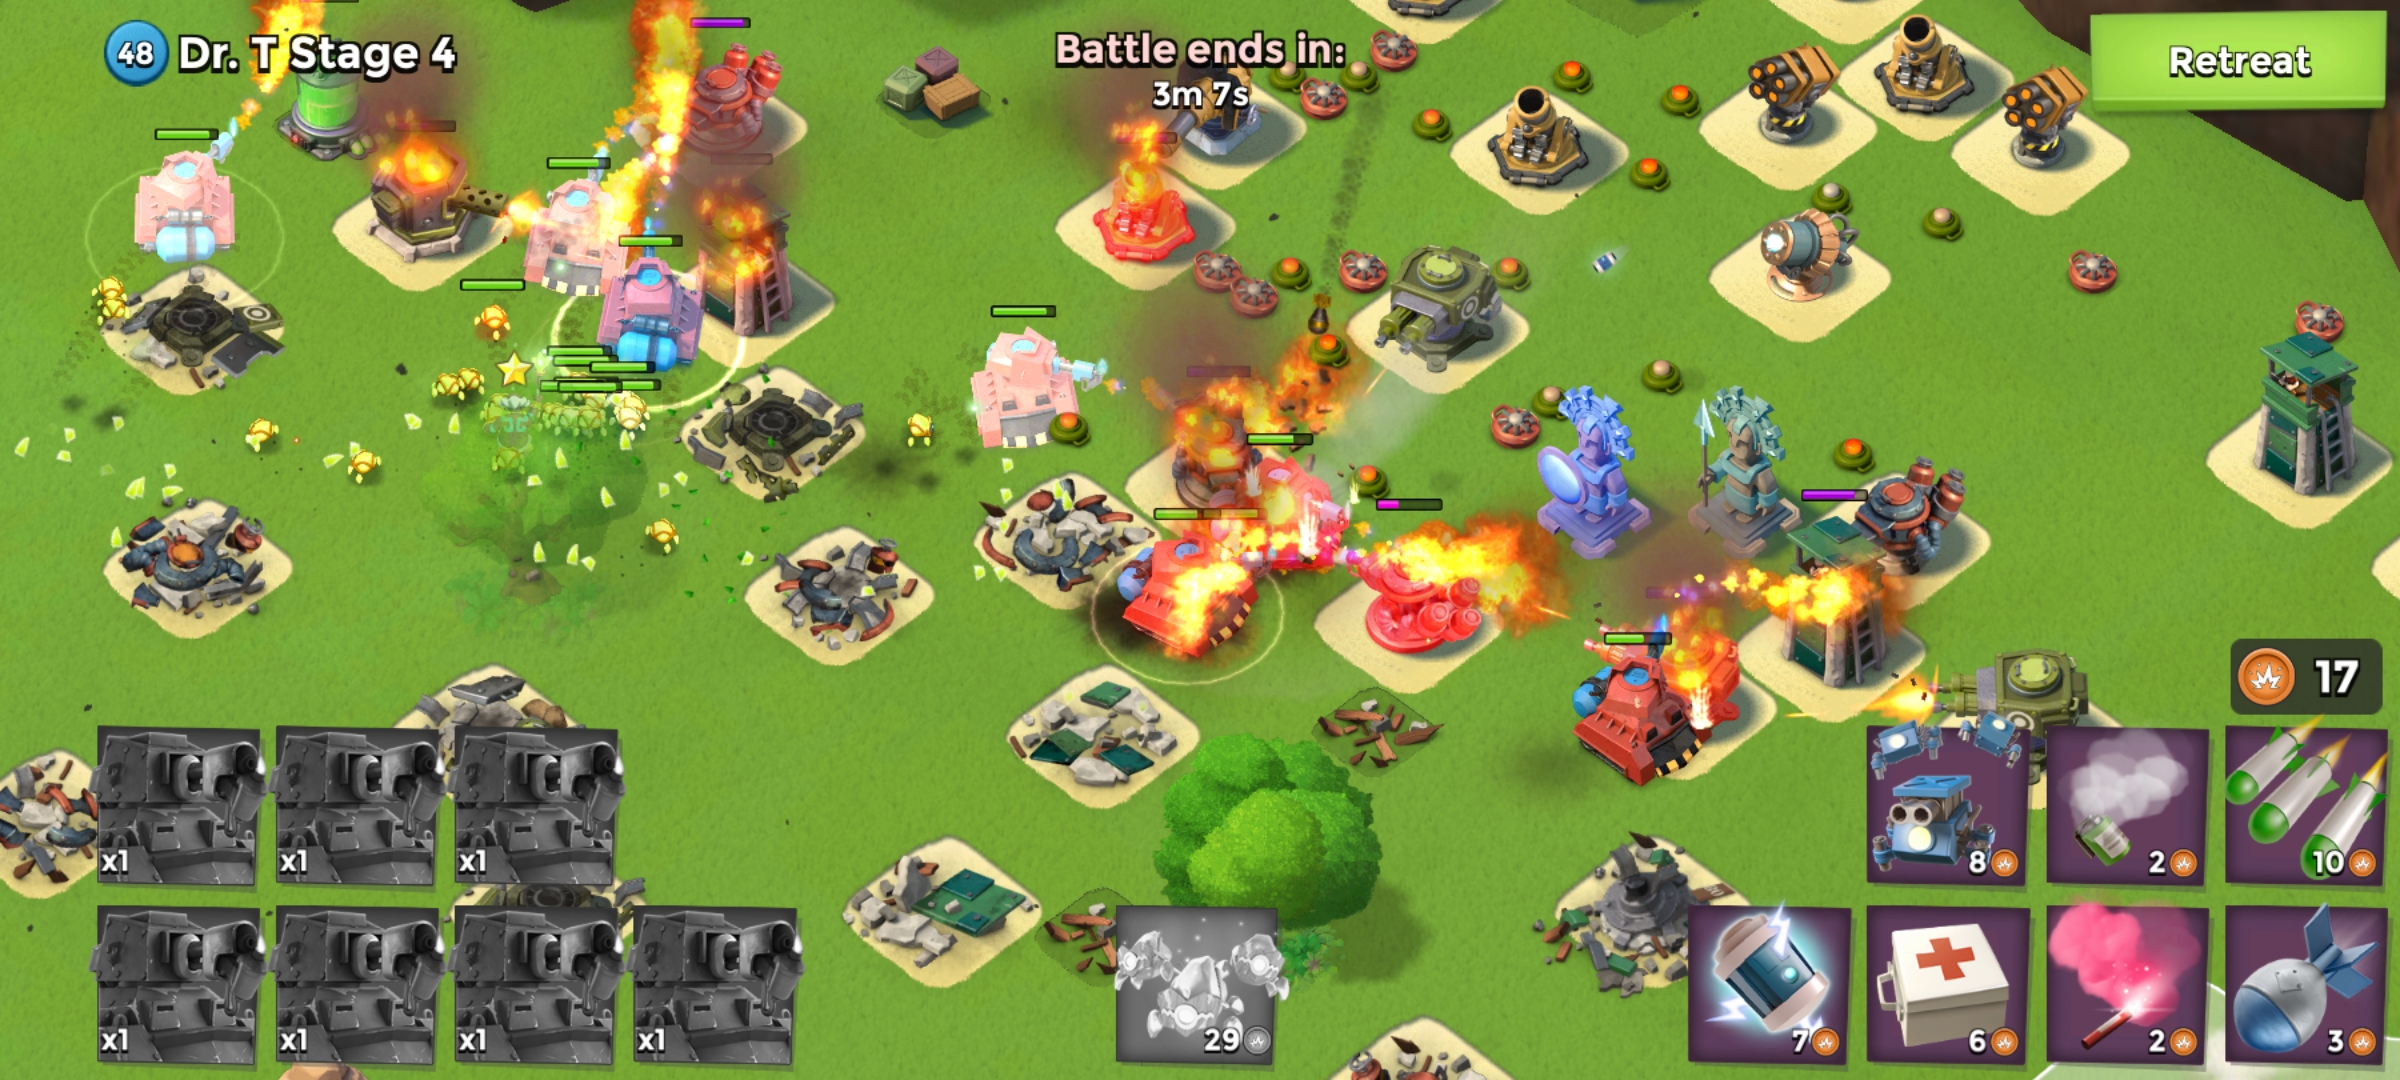 48 Dr. T Stage 4
Battle ends in:
3m 7s
Retreat
17
x1 x1 x1
8 2 10
x1 x1 x1 x1
29
7 6 2 3